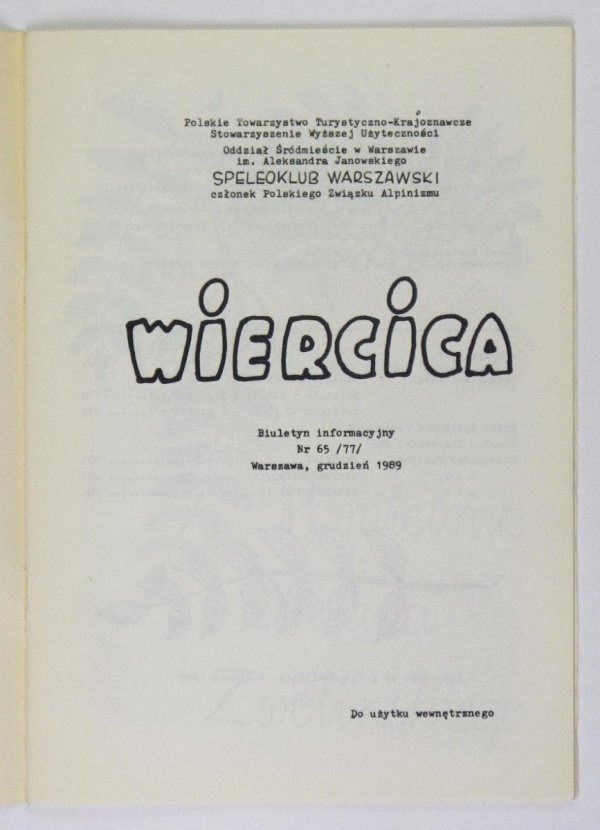 Polskie Towarzystwo Turystyczno-Krajoznawcze
Stowarzyszenie Wyższej Użyteczności
Oddział Śródmieście w Warszawie
im. Aleksandra Janowskiego
SPELEOKLUB WARSZAWSKI
członek Polskiego Związku Alpinizmu
WiERCiCA
Biuletyn informacyjny
Nr 65 /77/
Warszawa, grudzień 1989
Do użytku wewnętrznego